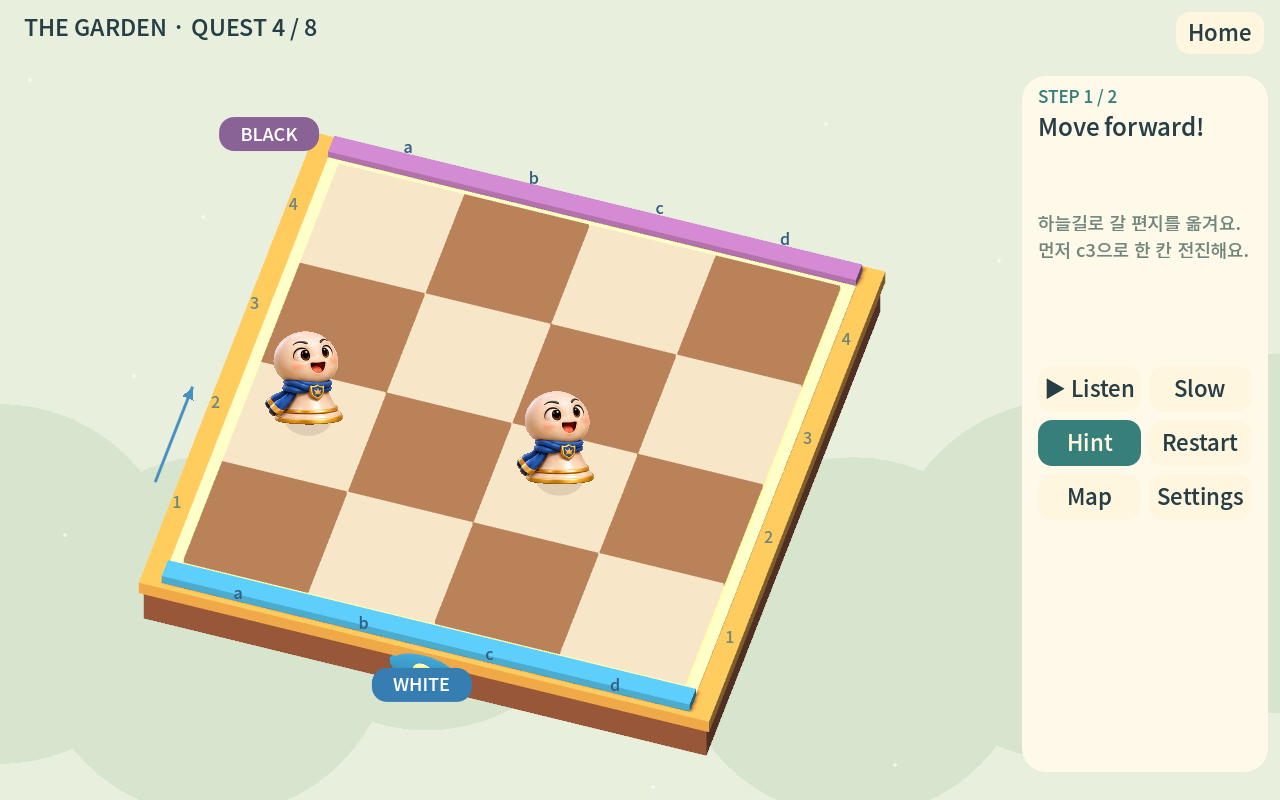 THE GARDEN · QUEST 4 / 8
Home
STEP 1 / 2
Move forward!
하늘길로 갈 편지를 옮겨요.
먼저 c3으로 한 칸 전진해요.
▶ Listen
Slow
Hint
Restart
Map
Settings
BLACK
a
b
c
d
4
3
2
1
4
3
2
1
a
b
c
d
WHITE